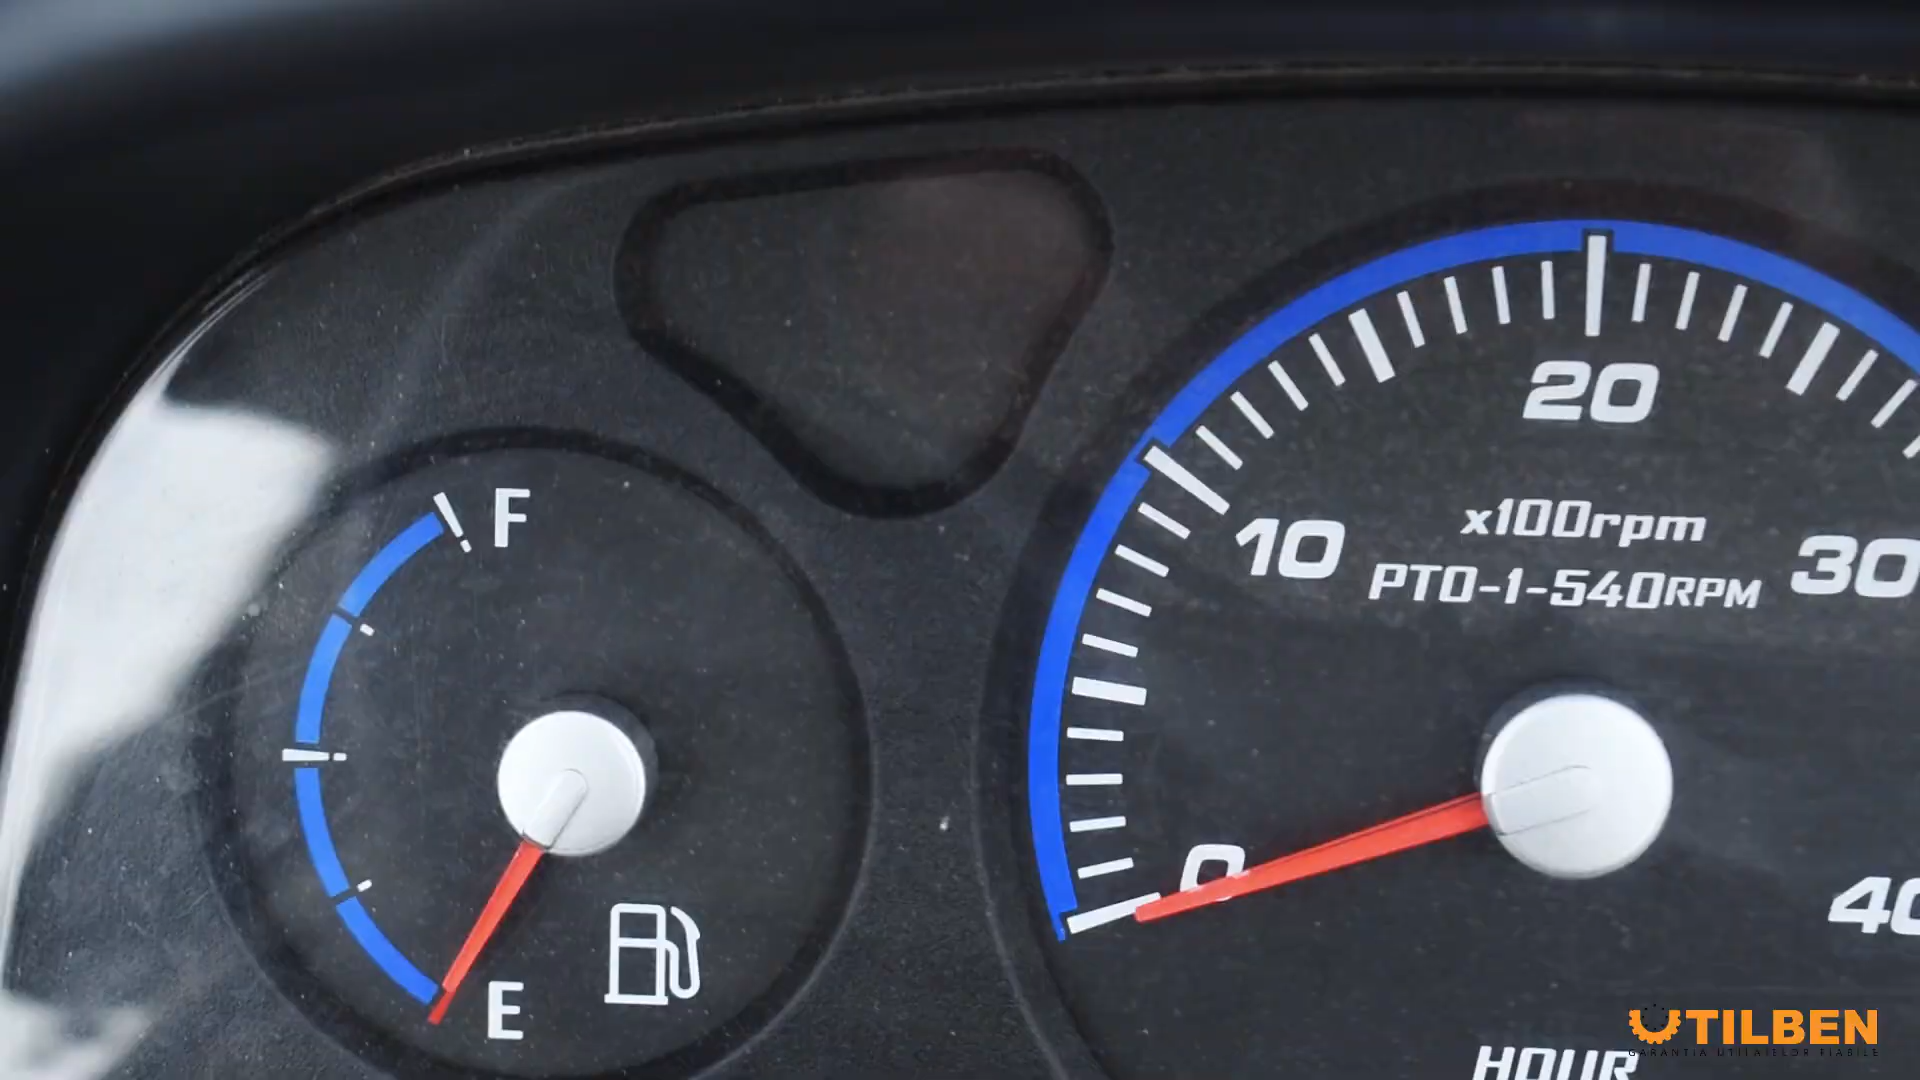 F
20
x100rpm
10
30
PTO-1-540RPM
0
40
E
HOUR
UTILBEN
GARANTIA UTILAJELOR FIABILE